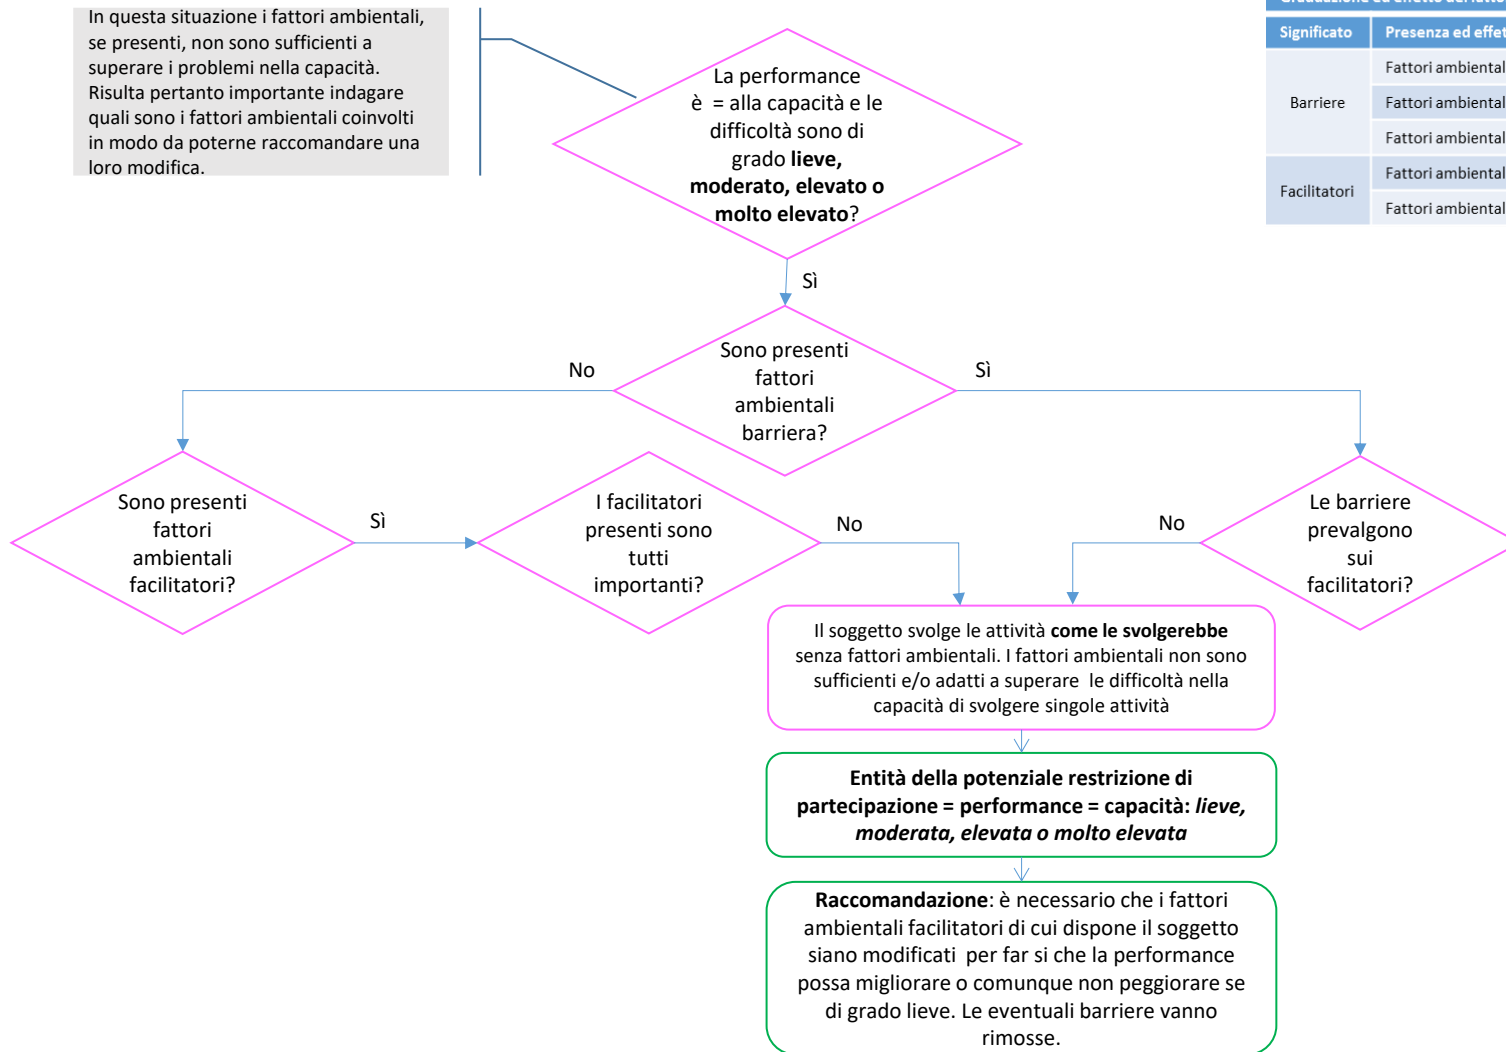 In questa situazione i fattori ambientali,
se presenti, non sono sufficienti a
superare i problemi nella capacità.
Risulta pertanto importante indagare
quali sono i fattori ambientali coinvolti
in modo da poterne raccomandare una
loro modifica.
La performance
è = alla capacità e le
difficoltà sono di
grado lieve,
moderato, elevato o
molto elevato?
Significato Presenza ed effet
Barriere
Fattori ambiental
Fattori ambiental
Fattori ambiental
Facilitatori
Fattori ambiental
Fattori ambiental
Sì
Sono presenti
fattori
ambientali
barriera?
No
Sì
Sono presenti
fattori
ambientali
facilitatori?
Sì
I facilitatori
presenti sono
tutti
importanti?
No
No
Le barriere
prevalgono
sui
facilitatori?
Il soggetto svolge le attività come le svolgerebbe
senza fattori ambientali. I fattori ambientali non sono
sufficienti e/o adatti a superare le difficoltà nella
capacità di svolgere singole attività
Entità della potenziale restrizione di
partecipazione = performance = capacità: lieve,
moderata, elevata o molto elevata
Raccomandazione: è necessario che i fattori
ambientali facilitatori di cui dispone il soggetto
siano modificati per far si che la performance
possa migliorare o comunque non peggiorare se
di grado lieve. Le eventuali barriere vanno
rimosse.